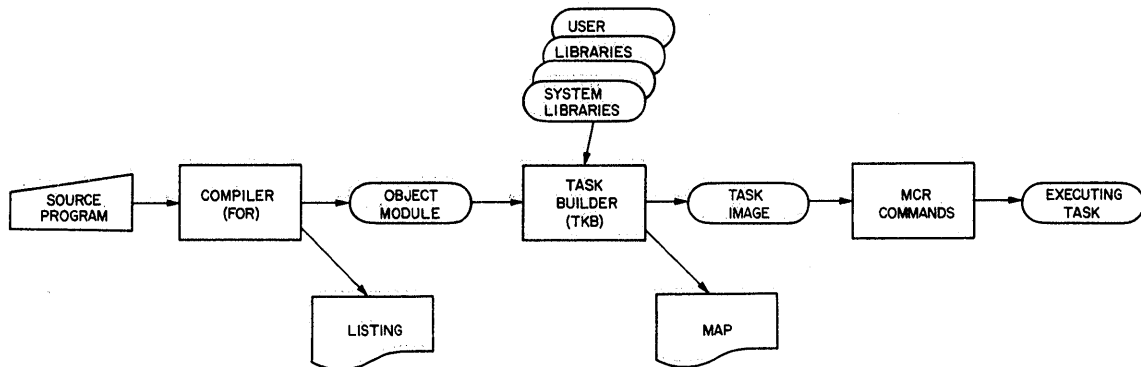 USER
LIBRARIES
SYSTEM
LIBRARIES
SOURCE
PROGRAM
COMPILER
(FOR)
OBJECT
MODULE
TASK
BUILDER
(TKB)
TASK
IMAGE
MCR
COMMANDS
EXECUTING
TASK
LISTING
MAP